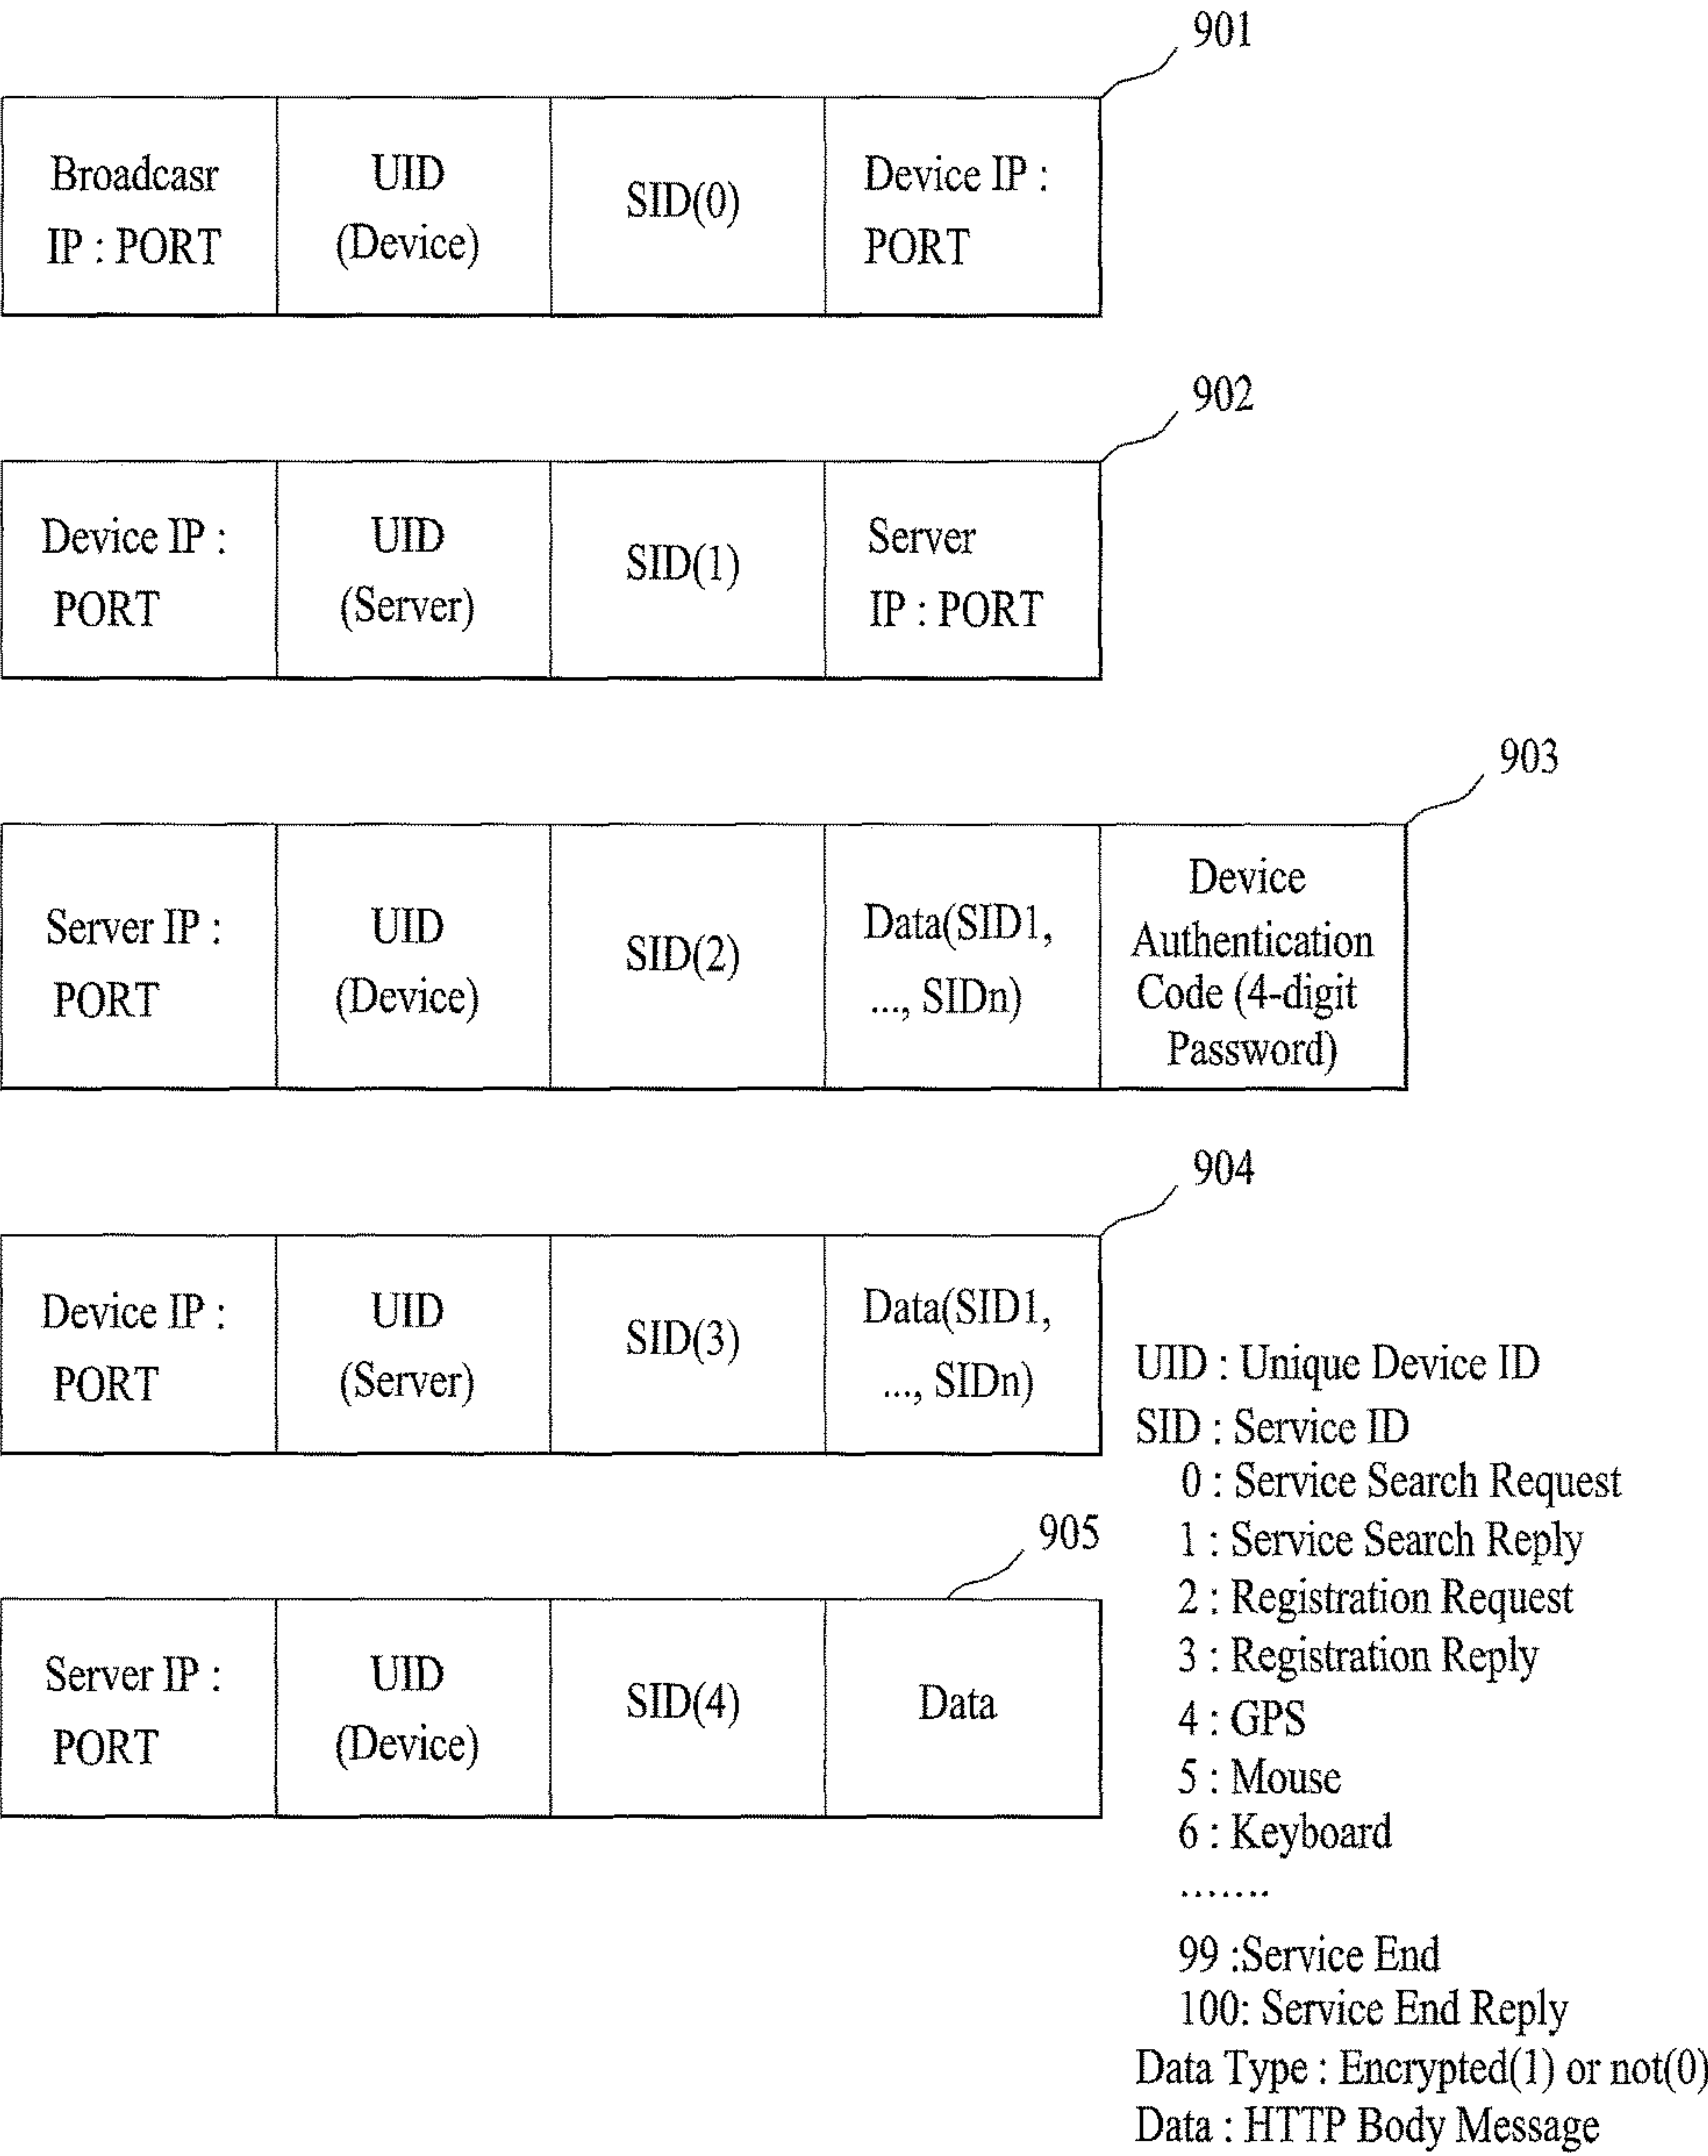 901
Broadcasr
IP : PORT
UID
(Device)
SID(0)
Device IP :
PORT
902
Device IP :
PORT
UID
(Server)
SID(1)
Server
IP : PORT
903
Server IP :
PORT
UID
(Device)
SID(2)
Data(SID1,
..., SIDn)
Device
Authentication
Code (4-digit
Password)
904
Device IP :
PORT
UID
(Server)
SID(3)
Data(SID1,
..., SIDn)
905
Server IP :
PORT
UID
(Device)
SID(4)
Data
UID : Unique Device ID
SID : Service ID
0 : Service Search Request
1 : Service Search Reply
2 : Registration Request
3 : Registration Reply
4 : GPS
5 : Mouse
6 : Keyboard
.......
99 :Service End
100: Service End Reply
Data Type : Encrypted(1) or not(0)
Data : HTTP Body Message